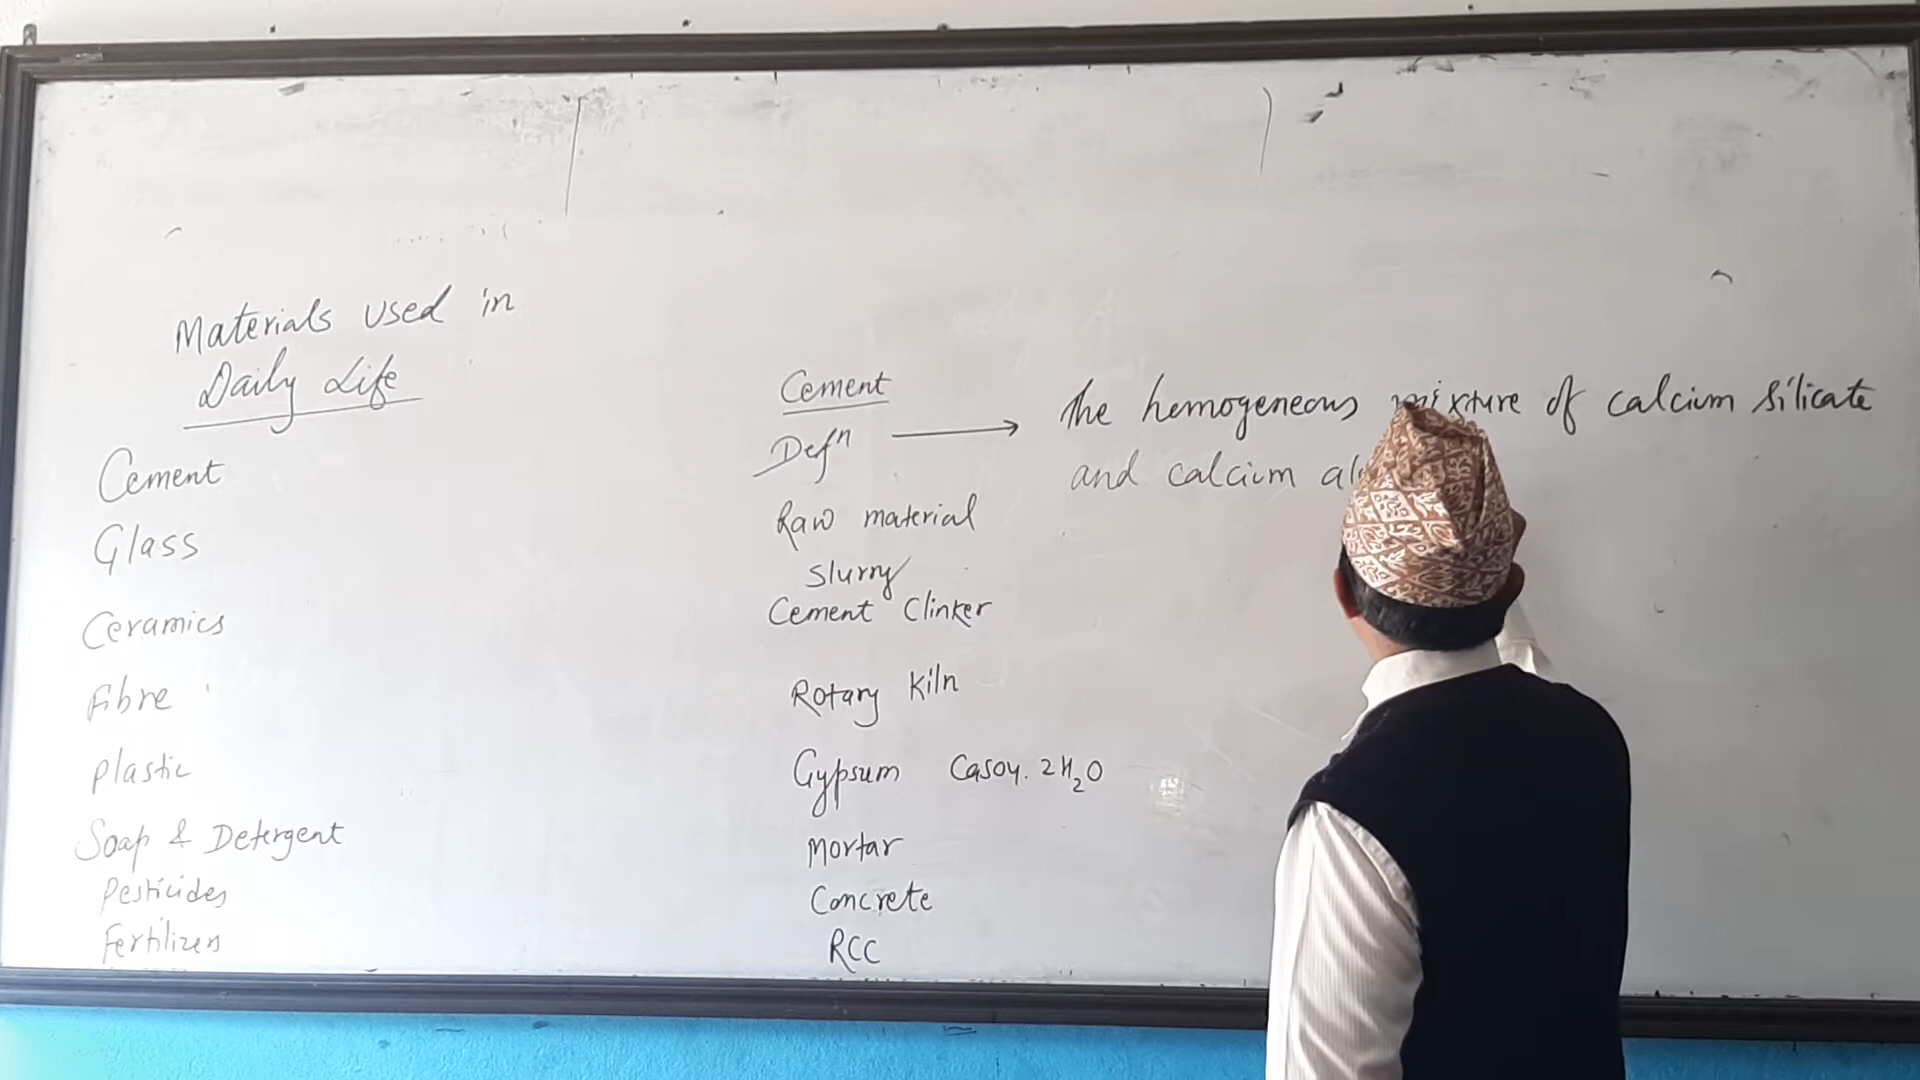 Materials used in
Daily Life
Cement
Glass
Ceramics
Fibre
plastic
Soap & Detergent
Pesticides
Fertilizers
Cement
Defⁿ → The hemogeneous mixture of calcium silicate
and calcium al
Raw material
Slurry
Cement Clinker
Rotary Kiln
Gypsum CaSO4. 2H₂O
Mortar
Concrete
RCC